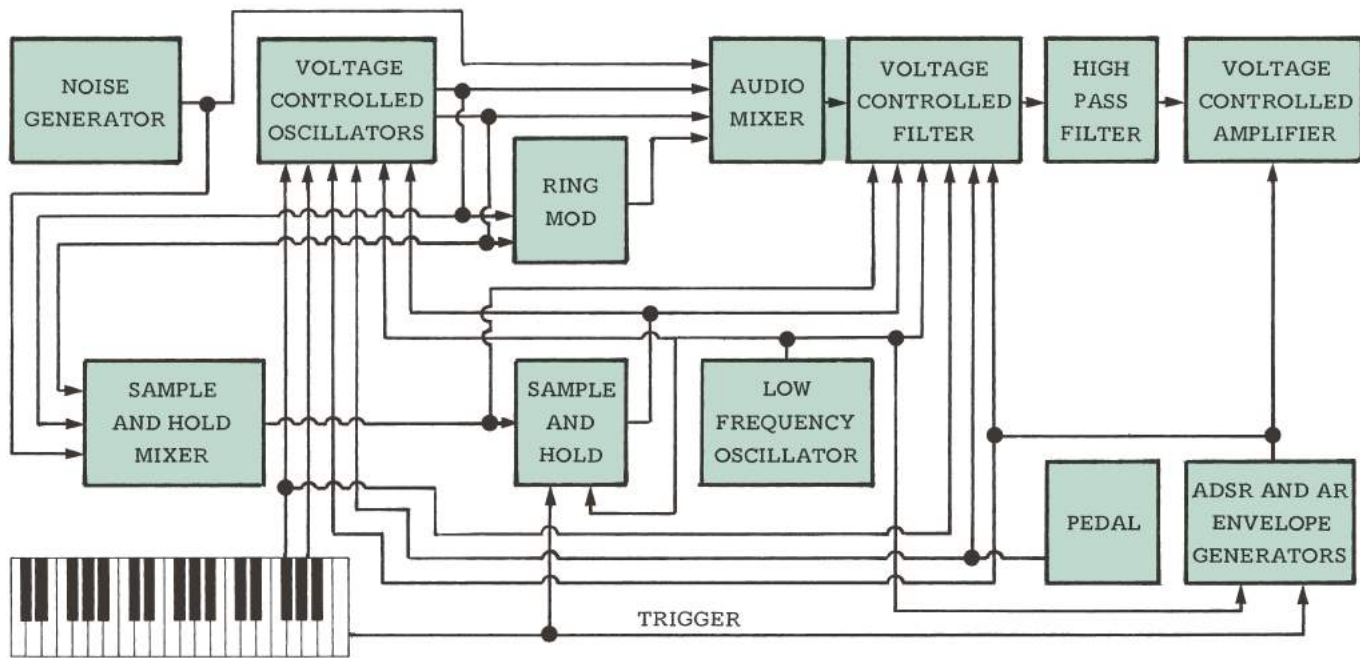 NOISE
GENERATOR
VOLTAGE
CONTROLLED
OSCILLATORS
AUDIO
MIXER
VOLTAGE
CONTROLLED
FILTER
HIGH
PASS
FILTER
VOLTAGE
CONTROLLED
AMPLIFIER
RING
MOD
SAMPLE
AND HOLD
MIXER
SAMPLE
AND
HOLD
LOW
FREQUENCY
OSCILLATOR
PEDAL
ADSR AND AR
ENVELOPE
GENERATORS
TRIGGER